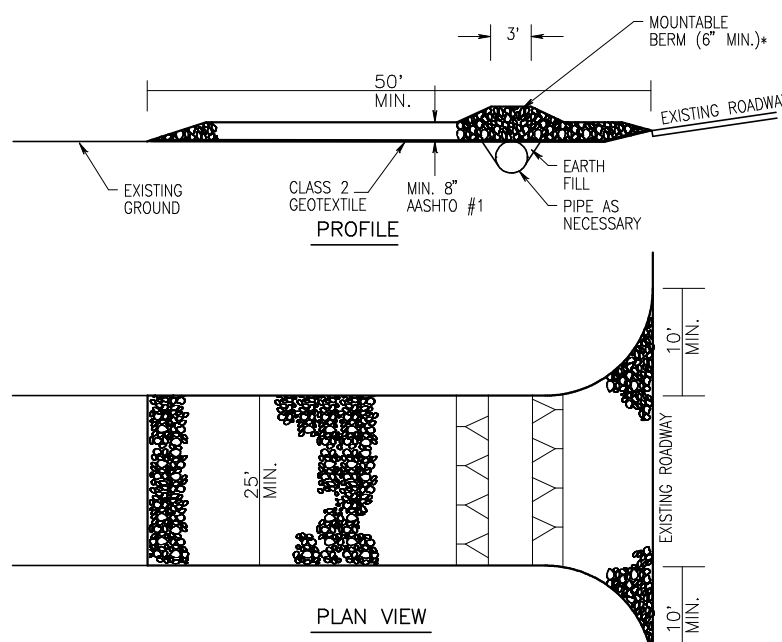 MOUNTABLE
BERM (6" MIN.)*
3'
50'
MIN.
EXISTING ROADWAY
EXISTING
GROUND
CLASS 2
GEOTEXTILE
MIN. 8"
AASHTO #1
EARTH
FILL
PIPE AS
NECESSARY
PROFILE
10'
MIN.
25'
MIN.
EXISTING ROADWAY
10'
MIN.
PLAN VIEW